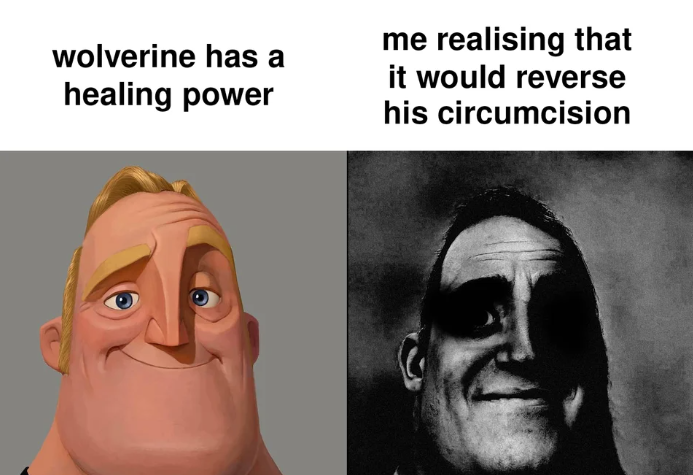 wolverine has a
healing power
me realising that
it would reverse
his circumcision